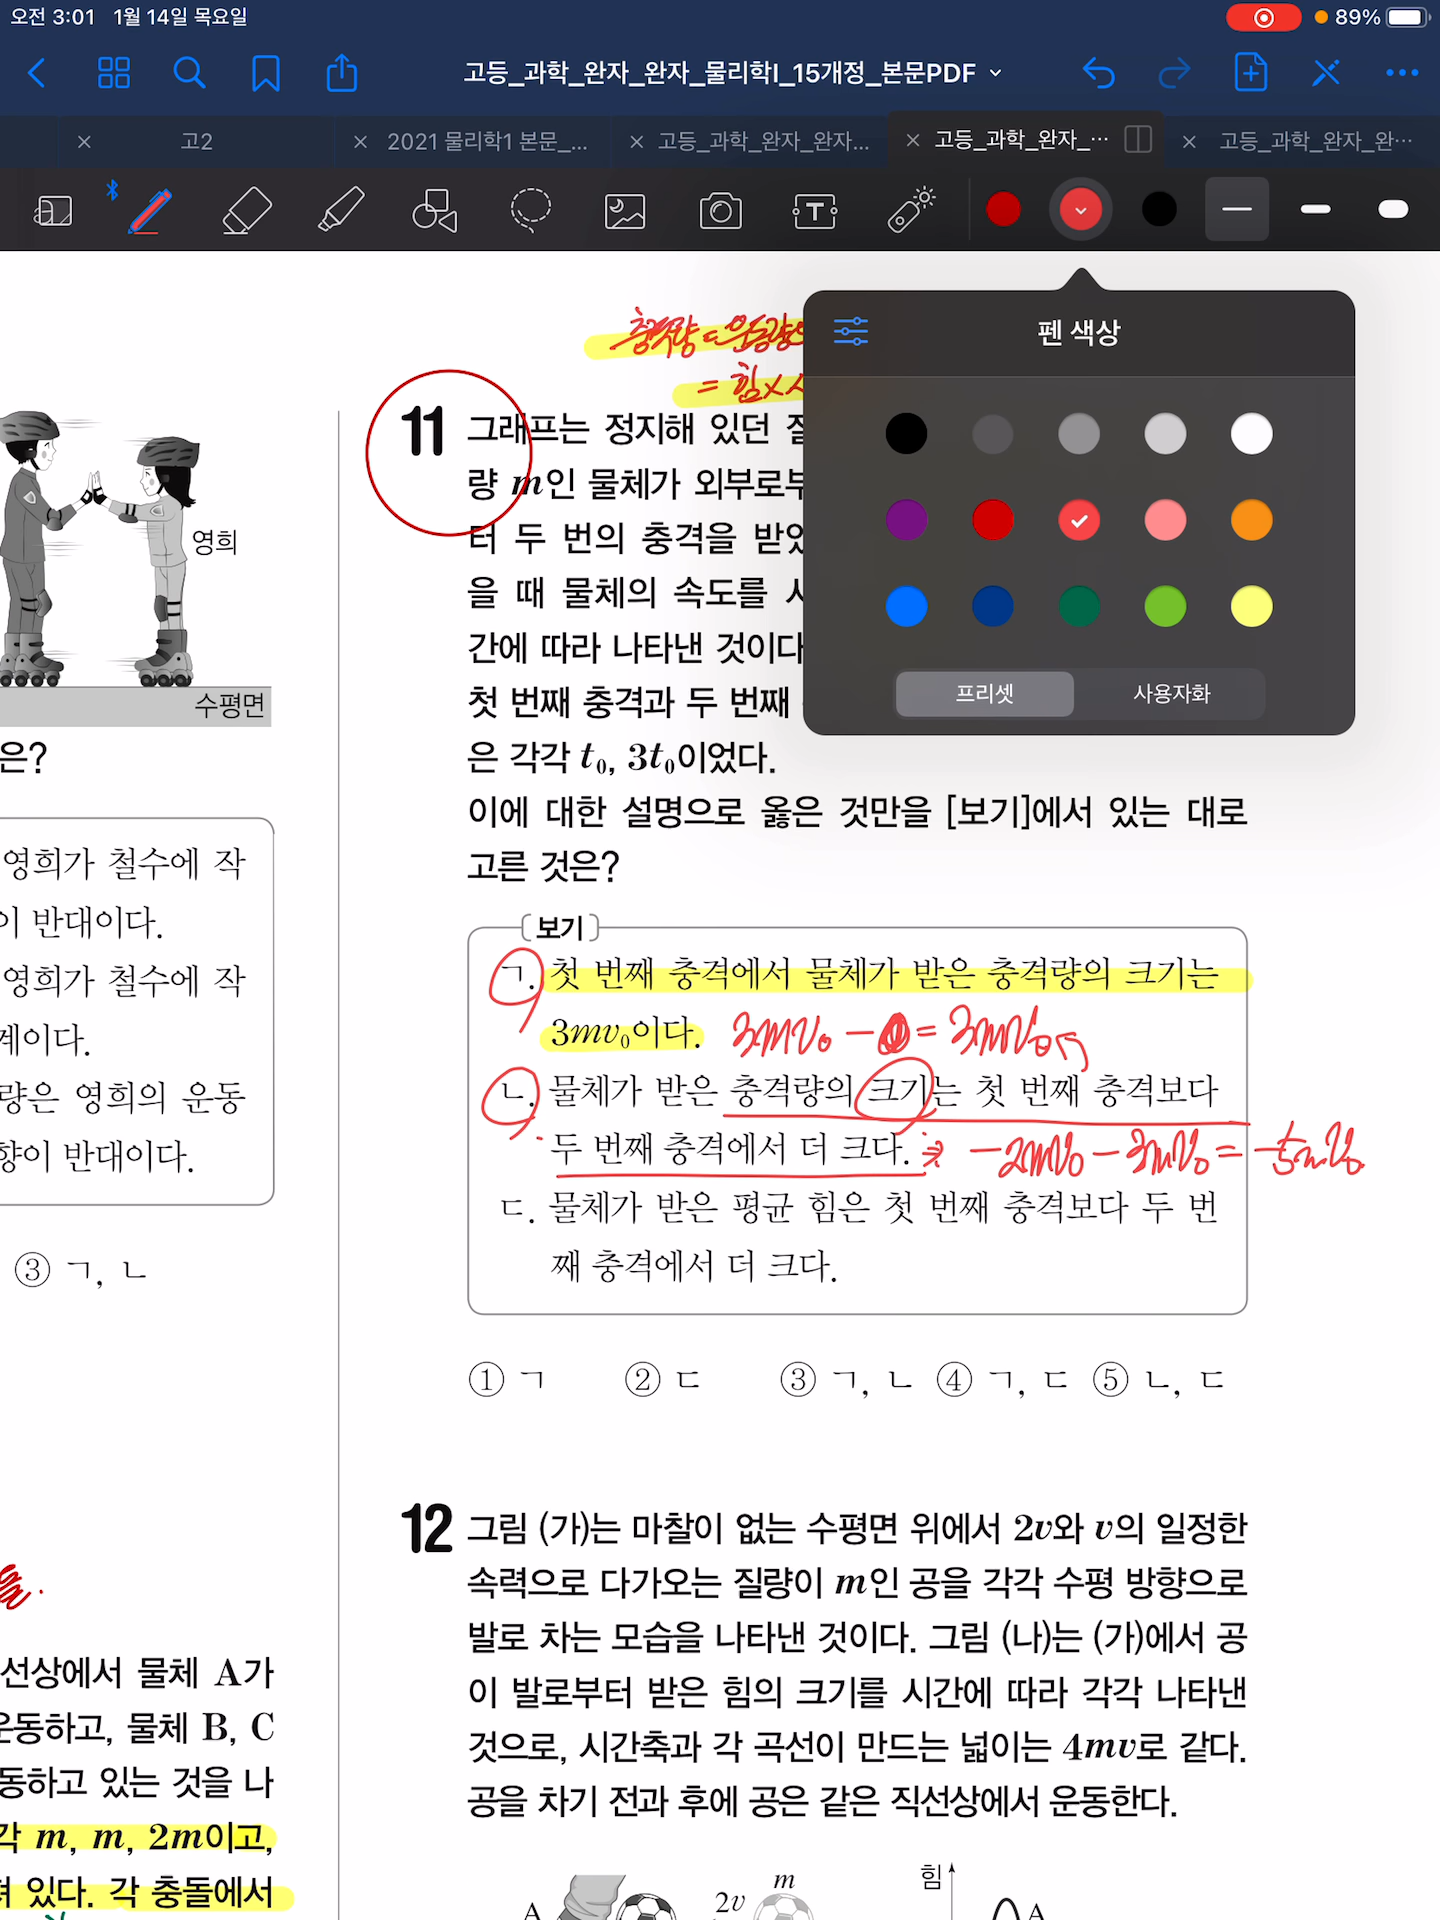 오전 3:01 1월 14일 목요일
89%
고등_과학_완자_완자_물리학I_15개정_본문PDF
고2
2021 물리학1 본문_...
고등_과학_완자_완자...
고등_과학_완자_...
고등_과학_완자_완...
펜 색상
프리셋 사용자화
충격량 = 운동량의
= 힘 ×
영희
수평면
은?
영희가 철수에 작
이 반대이다.
영희가 철수에 작
계이다.
량은 영희의 운동
향이 반대이다.
③ ㄱ, ㄴ
을.
선상에서 물체 A가
운동하고, 물체 B, C
동하고 있는 것을 나
각 m, m, 2m이고,
져 있다. 각 충돌에서
11 그래프는 정지해 있던 질
량 m인 물체가 외부로부
터 두 번의 충격을 받았
을 때 물체의 속도를 시
간에 따라 나타낸 것이다
첫 번째 충격과 두 번째
은 각각 t₀, 3t₀이었다.
이에 대한 설명으로 옳은 것만을 [보기]에서 있는 대로
고른 것은?
보기
ㄱ. 첫 번째 충격에서 물체가 받은 충격량의 크기는
3mv₀이다. 3mv₀ - 0 = 3mv₀
ㄴ. 물체가 받은 충격량의 크기는 첫 번째 충격보다
두 번째 충격에서 더 크다. -2mv₀ - 3mv₀ = -5mv₀
ㄷ. 물체가 받은 평균 힘은 첫 번째 충격보다 두 번
째 충격에서 더 크다.
① ㄱ ② ㄷ ③ ㄱ, ㄴ ④ ㄱ, ㄷ ⑤ ㄴ, ㄷ
12 그림 (가)는 마찰이 없는 수평면 위에서 2v와 v의 일정한
속력으로 다가오는 질량이 m인 공을 각각 수평 방향으로
발로 차는 모습을 나타낸 것이다. 그림 (나)는 (가)에서 공
이 발로부터 받은 힘의 크기를 시간에 따라 각각 나타낸
것으로, 시간축과 각 곡선이 만드는 넓이는 4mv로 같다.
공을 차기 전과 후에 공은 같은 직선상에서 운동한다.
A 2v m
힘 A